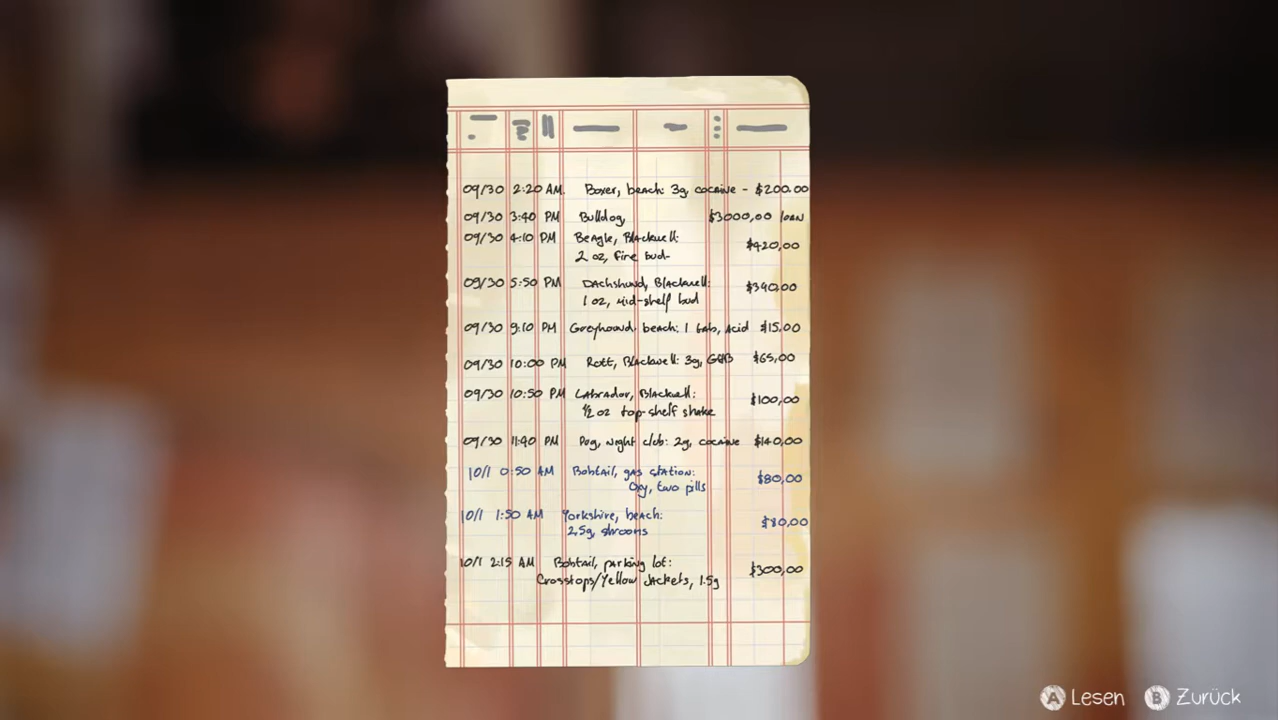 09/30 2:20 AM. Boxer, beach: 3g, cocaine - $200.00
09/30 3:40 PM Bulldog, $3000,00 loan
09/30 4:10 PM Beagle, Blackwell: $420,00
2 oz, fire bud-
09/30 5:50 PM Dachshund, Blackwell: $340,00
1 oz, mid-shelf bud
09/30 9:10 PM Greyhound, beach: 1 tab, Acid $15.00
09/30 10:00 PM Rott, Blackwell: 3g, GHB $65,00
09/30 10:50 PM Labrador, Blackwell: $100,00
½ oz top-shelf shake
09/30 11:40 PM Pug, night club: 2g, cocaine $140,00
10/1 0:50 AM Bobtail, gas station: $80,00
Oxy, two pills
10/1 1:50 AM Yorkshire, beach: $80,00
2,5g, shrooms
10/1 2:15 AM Bobtail, parking lot: $300,00
Crosstops/Yellow Jackets, 1.5g
A Lesen B Zurück